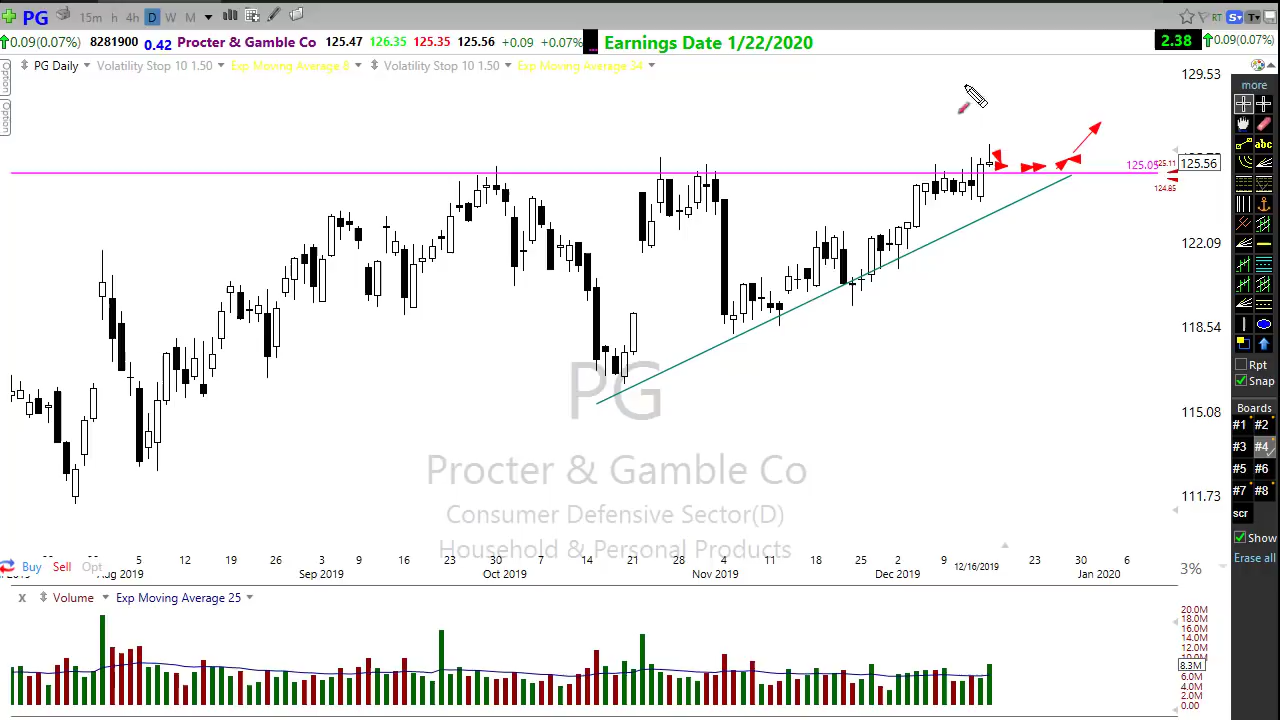 PG 15m h 4h D W M RT S T
0.09(0.07%) 8281900 0.42 Procter & Gamble Co 125.47 126.35 125.35 125.56 +0.09 +0.07% Earnings Date 1/22/2020 2.38 0.09(0.07%)
PG Daily Volatility Stop 10 1.50 Exp Moving Average 8 Volatility Stop 10 1.50 Exp Moving Average 34
Option
Option
129.53
125.05 125.11 125.56
124.85
122.09
118.54
115.08
111.73
PG
Procter & Gamble Co
Consumer Defensive Sector(D)
Household & Personal Products
5 12 19 26 3 9 16 23 30 7 14 21 28 4 11 18 25 2 9 12/16/2019 23 30 6
Aug 2019 Sep 2019 Oct 2019 Nov 2019 Dec 2019 Jan 2020
Buy Sell Opt
3%
X Volume Exp Moving Average 25
20.0M
18.0M
16.0M
14.0M
12.0M
8.3M
6.0M
4.0M
2.0M
0.00
more
abc
Rpt
Snap
Boards
#1 #2
#3 #4
#5 #6
#7 #8
scr
Show
Erase all